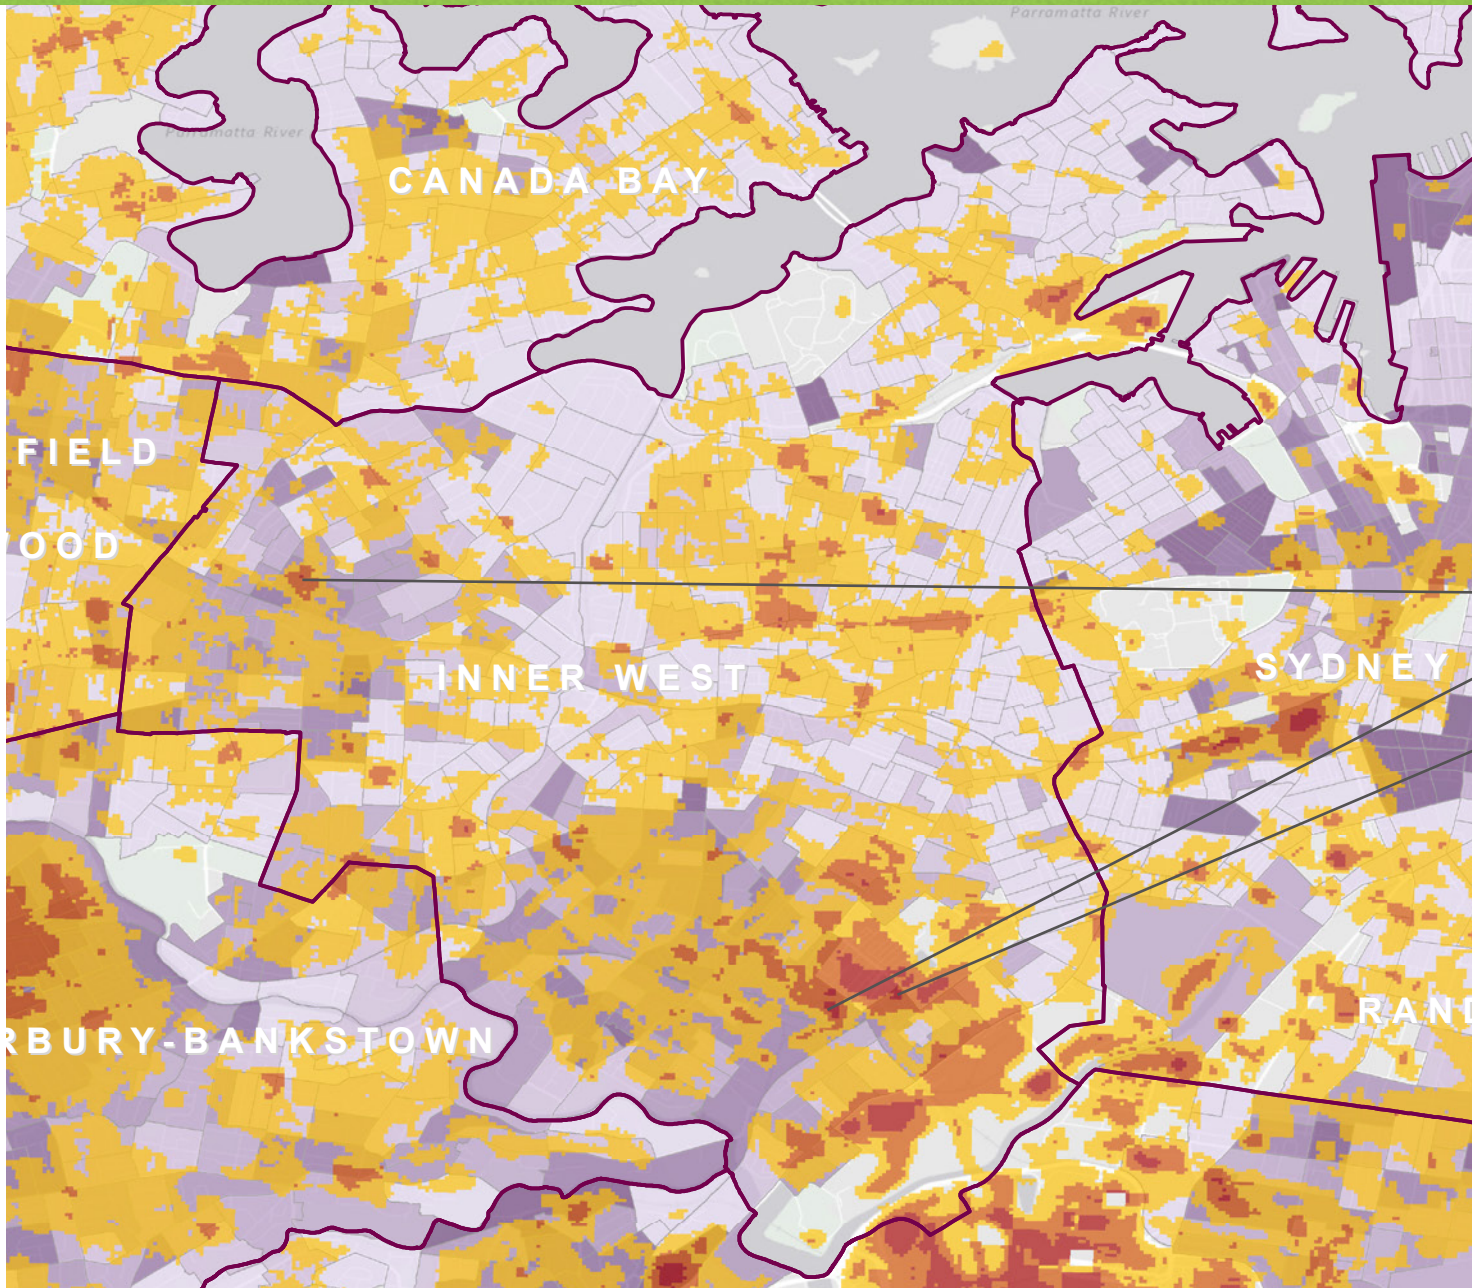 Parramatta River
Parramatta River
CANADA BAY
FIELD
OOD
INNER WEST
SYDNEY
RAND
RBURY-BANKSTOWN